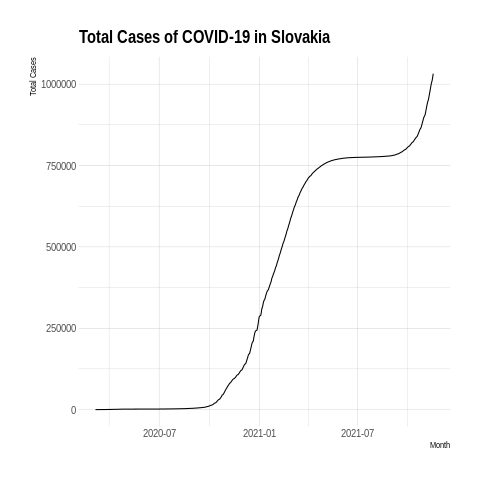 Total Cases of COVID-19 in Slovakia
Total Cases
1000000
750000
500000
250000
0
2020-07
2021-01
2021-07
Month